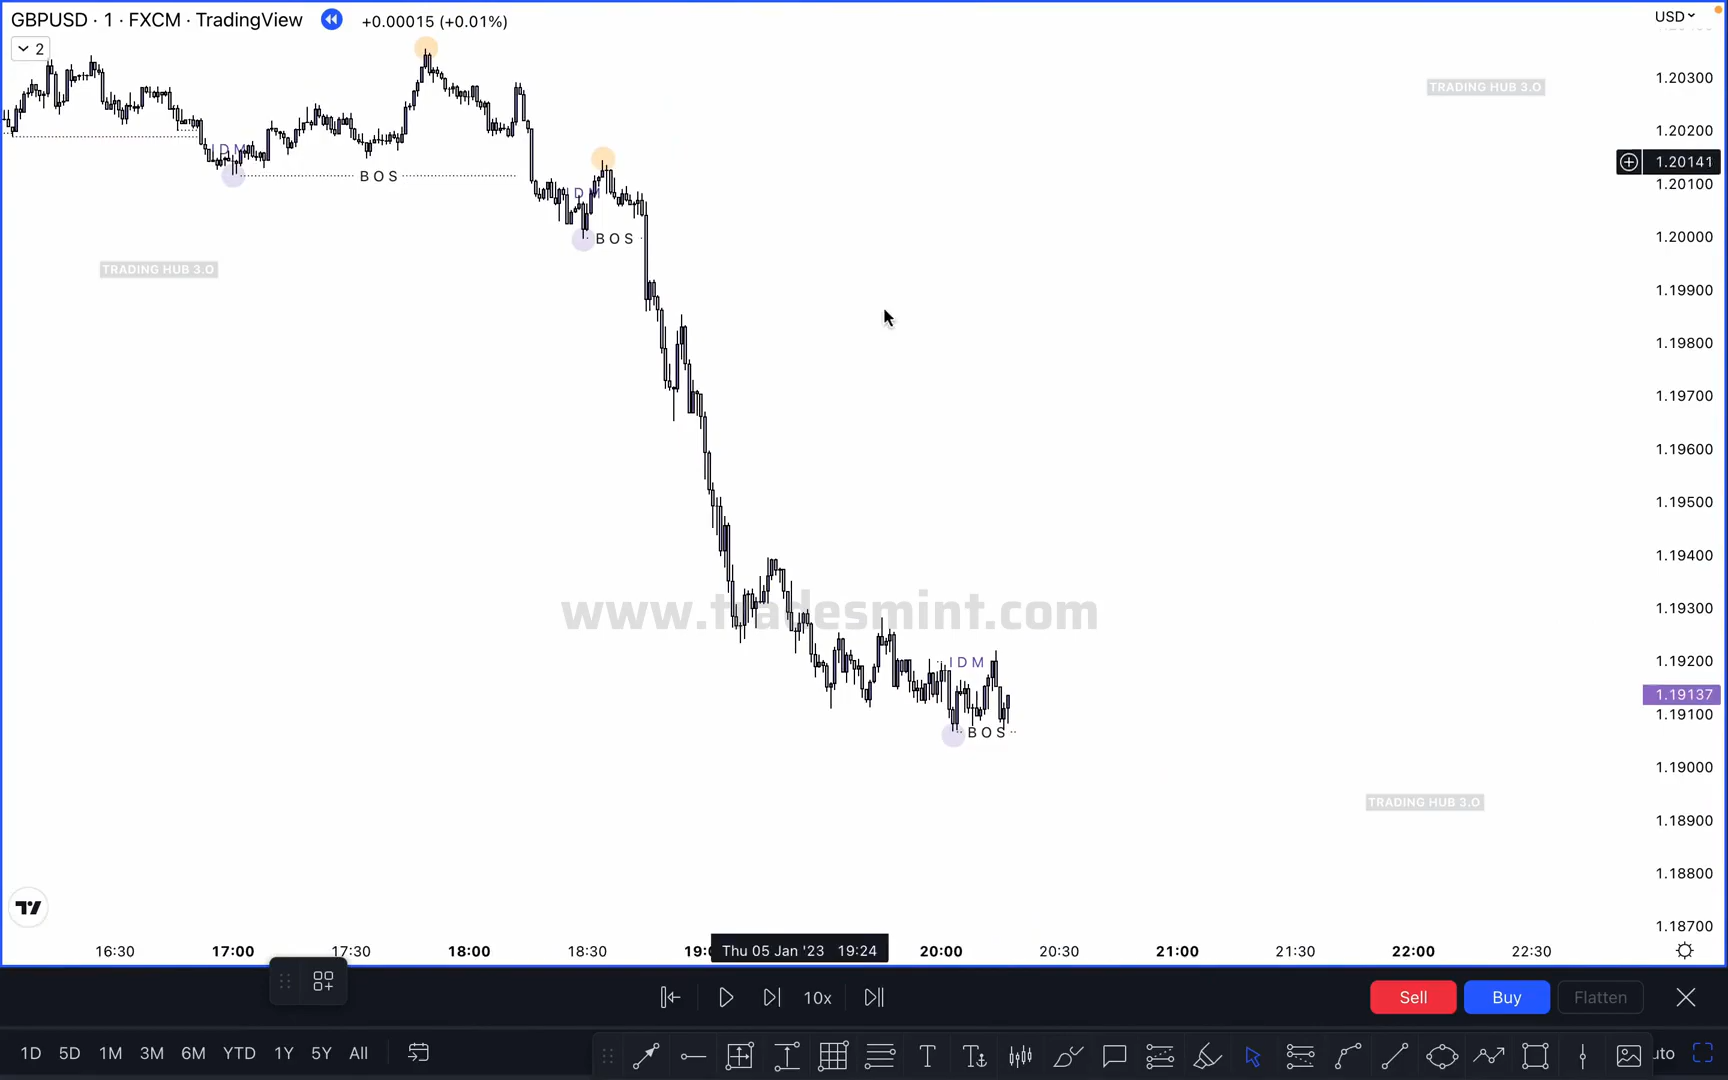 GBPUSD · 1 · FXCM · TradingView +0.00015 (+0.01%)
USD
2
1.20300
TRADING HUB 3.0
1.20200
IDM
1.20141
BOS
1.20100
IDM
BOS
1.20000
TRADING HUB 3.0
1.19900
1.19800
1.19700
1.19600
1.19500
1.19400
www.tradesmint.com
1.19300
IDM
1.19200
1.19137
1.19100
BOS
1.19000
TRADING HUB 3.0
1.18900
1.18800
1.18700
16:30 17:00 17:30 18:00 18:30 19:0 Thu 05 Jan '23 19:24 20:00 20:30 21:00 21:30 22:00 22:30
10x
Sell Buy Flatten
1D 5D 1M 3M 6M YTD 1Y 5Y All
uto